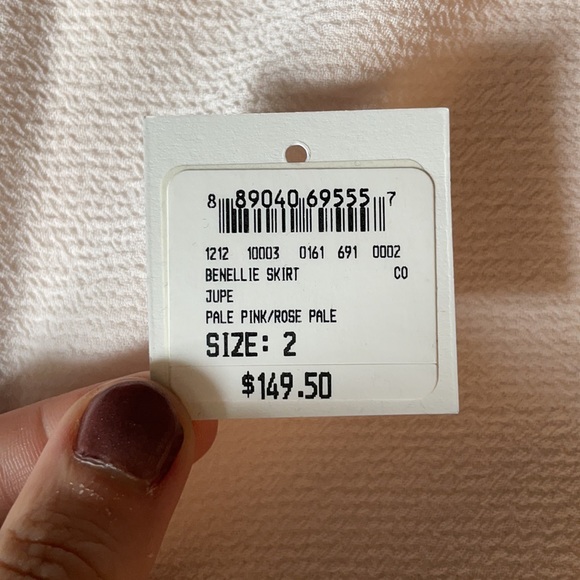 8 89040 69555 7
1212 10003 0161 691 0002
BENELLIE SKIRT CO
JUPE
PALE PINK/ROSE PALE
SIZE: 2
$149.50